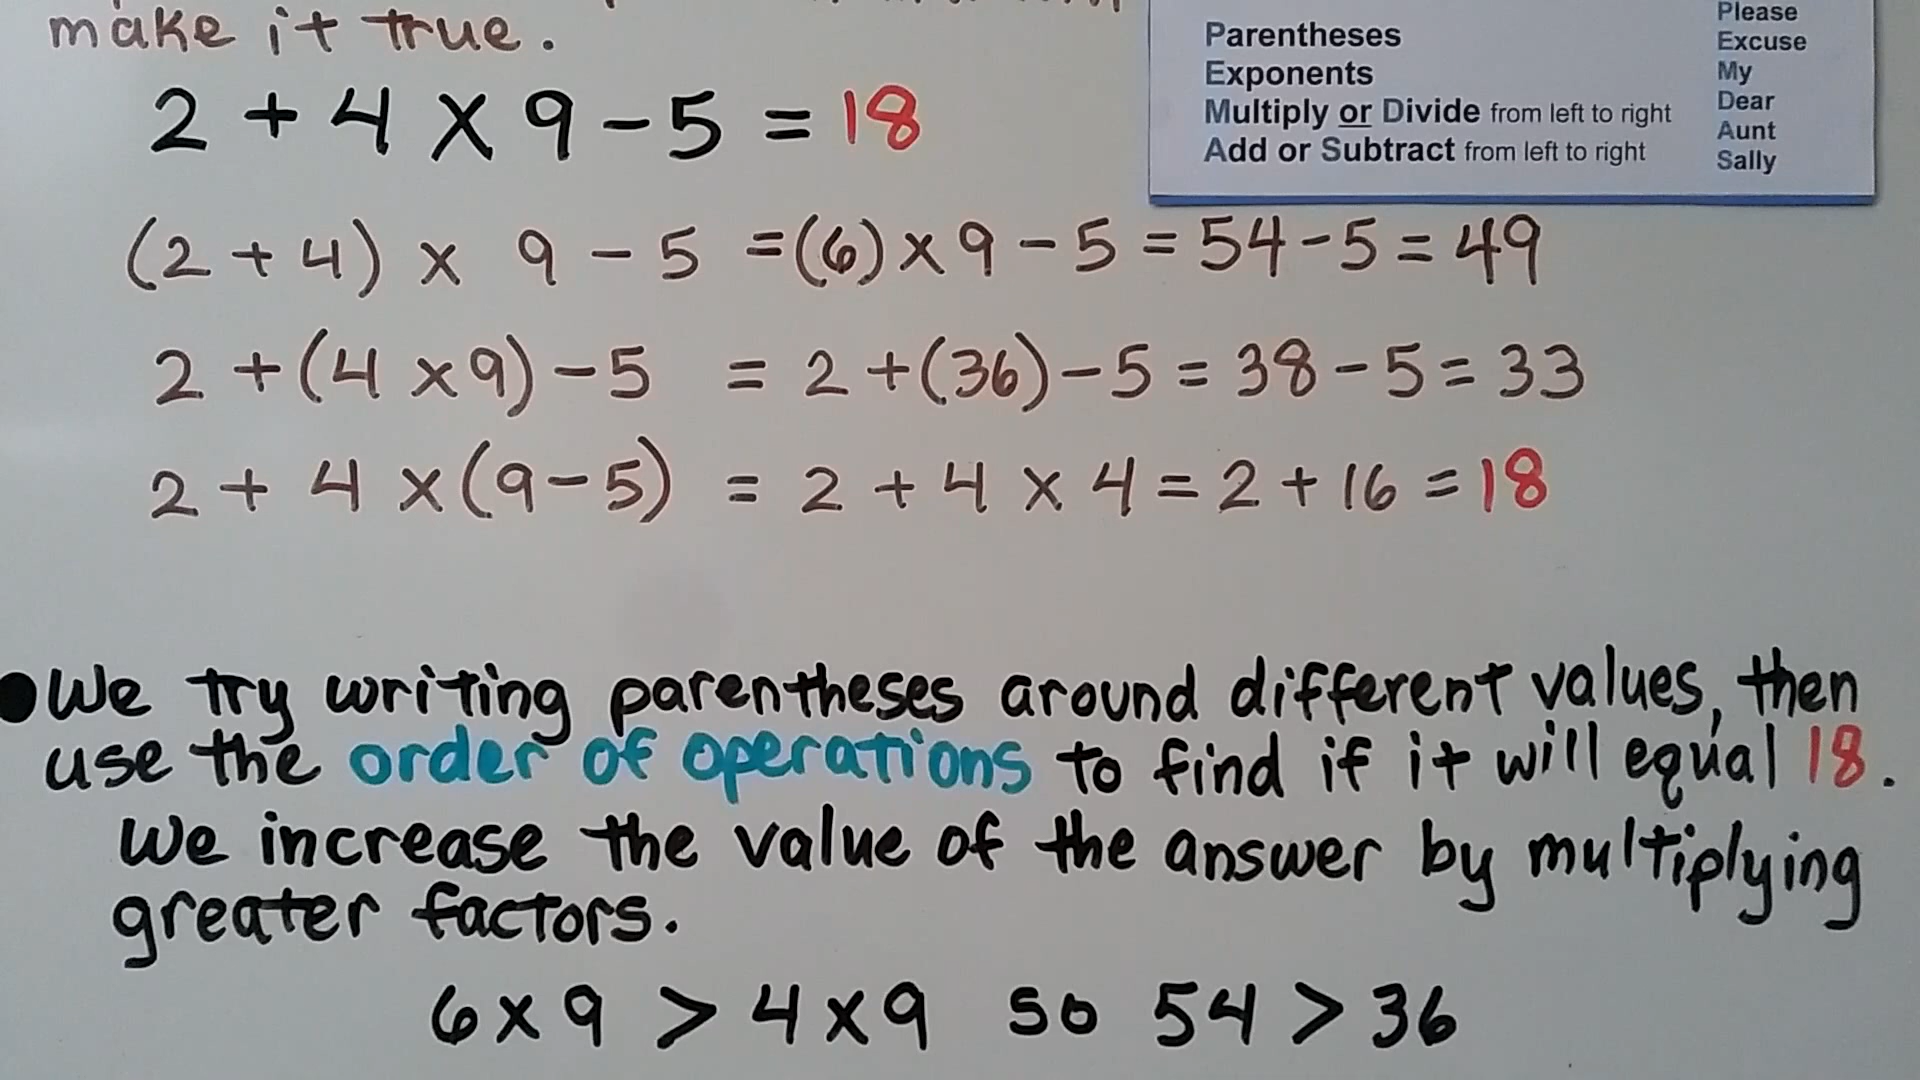 make it true.
2 + 4 × 9 - 5 = 18
Parentheses
Exponents
Multiply or Divide from left to right
Add or Subtract from left to right
Please
Excuse
My
Dear
Aunt
Sally
(2 + 4) × 9 - 5 = (6) × 9 - 5 = 54 - 5 = 49
2 + (4 × 9) - 5 = 2 + (36) - 5 = 38 - 5 = 33
2 + 4 × (9 - 5) = 2 + 4 × 4 = 2 + 16 = 18
• We try writing parentheses around different values, then
use the order of operations to find if it will equal 18.
We increase the value of the answer by multiplying
greater factors.
6 × 9 > 4 × 9 so 54 > 36